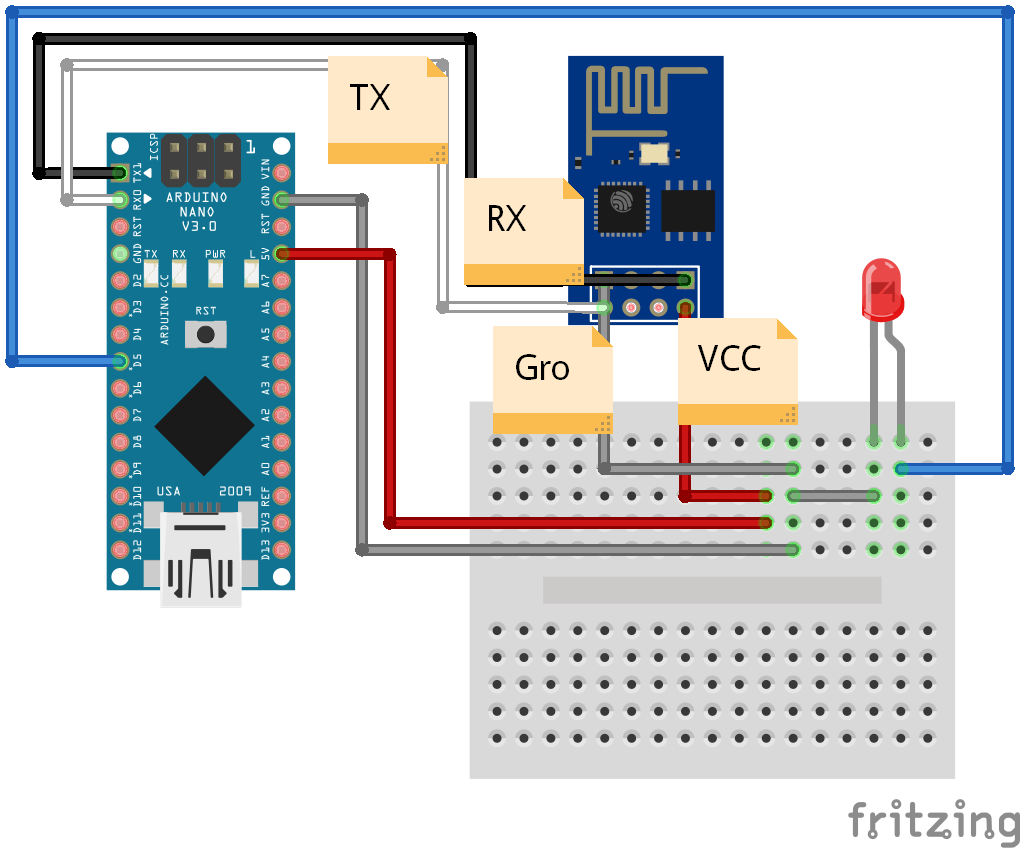 TX
RX
Gro
VCC
ICSP
1
TX1
RX0
RST
GND
D2
D3
D4
D5
D6
D7
D8
D9
D10
D11
D12
VIN
GND
RST
5V
A7
A6
A5
A4
A3
A2
A1
A0
REF
3V3
D13
ARDUINO
NANO
V3.0
TX RX PWR L
ARDUINO.CC
RST
USA 2009
fritzing